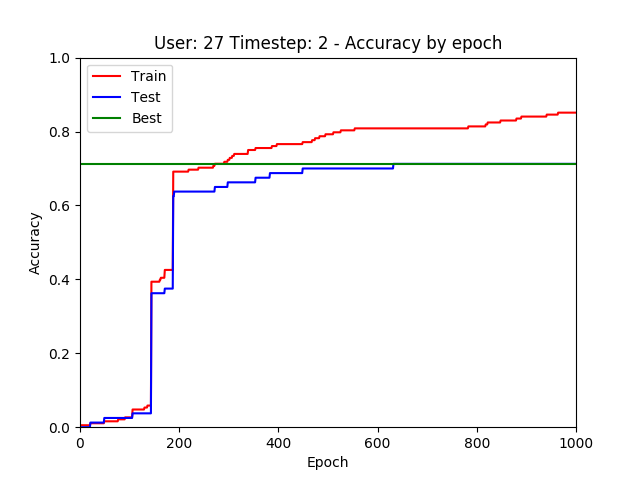 User: 27 Timestep: 2 - Accuracy by epoch
Train
Test
Best
Accuracy
1.0
0.8
0.6
0.4
0.2
0.0
0 200 400 600 800 1000
Epoch